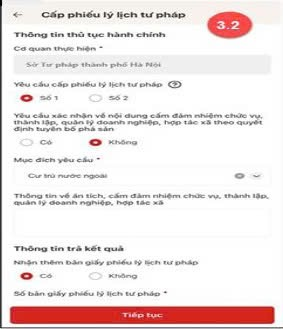 ← Cấp phiếu lý lịch tư pháp
3.2
Thông tin thủ tục hành chính
Cơ quan thực hiện *
Sở Tư pháp thành phố Hà Nội
Yêu cầu cấp phiếu lý lịch tư pháp ?
Số 1 Số 2
Yêu cầu xác nhận về nội dung cấm đảm nhiệm chức vụ,
thành lập, quản lý doanh nghiệp, hợp tác xã theo quyết
định tuyên bố phá sản
Có Không
Mục đích yêu cầu *
Cư trú nước ngoài
Thông tin về án tích, cấm đảm nhiệm chức vụ, thành lập,
quản lý doanh nghiệp, hợp tác xã
Thông tin trả kết quả
Nhận thêm bản giấy phiếu lý lịch tư pháp
Có Không
Số bản giấy phiếu lý lịch tư pháp *
Tiếp tục